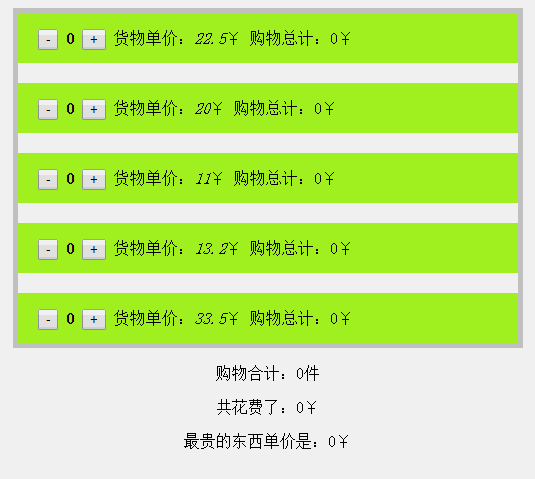 - 0 + 货物单价：22.5￥ 购物总计：0￥
- 0 + 货物单价：20￥ 购物总计：0￥
- 0 + 货物单价：11￥ 购物总计：0￥
- 0 + 货物单价：13.2￥ 购物总计：0￥
- 0 + 货物单价：33.5￥ 购物总计：0￥
购物合计：0件
共花费了：0￥
最贵的东西单价是：0￥